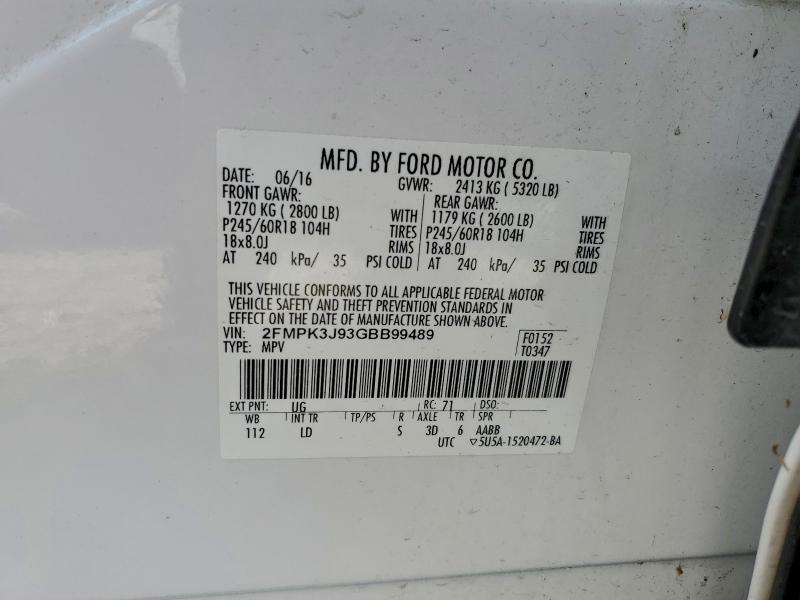 MFD. BY FORD MOTOR CO.
DATE: 06/16 GVWR: 2413 KG ( 5320 LB)
FRONT GAWR: REAR GAWR:
1270 KG ( 2800 LB) WITH 1179 KG ( 2600 LB) WITH
P245/60R18 104H TIRES P245/60R18 104H TIRES
18x8.0J RIMS 18x8.0J RIMS
AT 240 kPa/ 35 PSI COLD AT 240 kPa/ 35 PSI COLD
THIS VEHICLE CONFORMS TO ALL APPLICABLE FEDERAL MOTOR
VEHICLE SAFETY AND THEFT PREVENTION STANDARDS IN
EFFECT ON THE DATE OF MANUFACTURE SHOWN ABOVE.
VIN: 2FMPK3J93GBB99489 F0152
TYPE: MPV T0347
EXT PNT: UG RC: 71 DSO:
WB INT TR TP/PS R AXLE TR SPR
112 LD S 3D 6 AABB
UTC ▽5U5A-1520472-BA